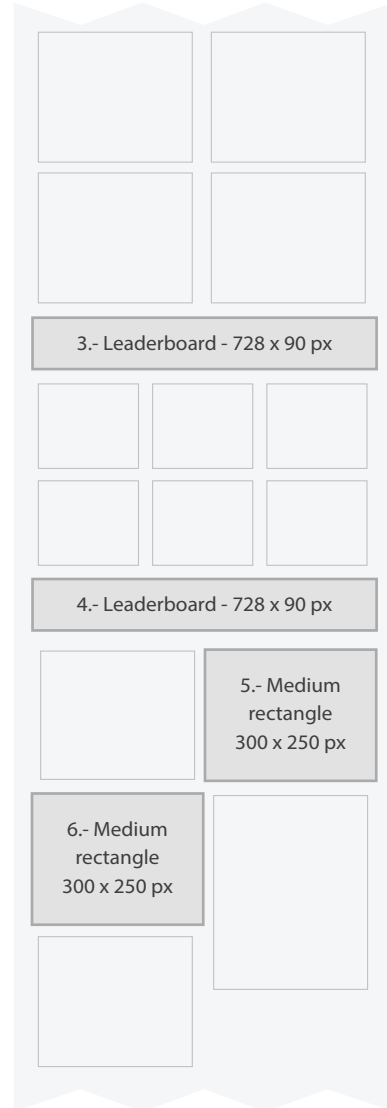 3.- Leaderboard - 728 x 90 px
4.- Leaderboard - 728 x 90 px
5.- Medium
rectangle
300 x 250 px
6.- Medium
rectangle
300 x 250 px